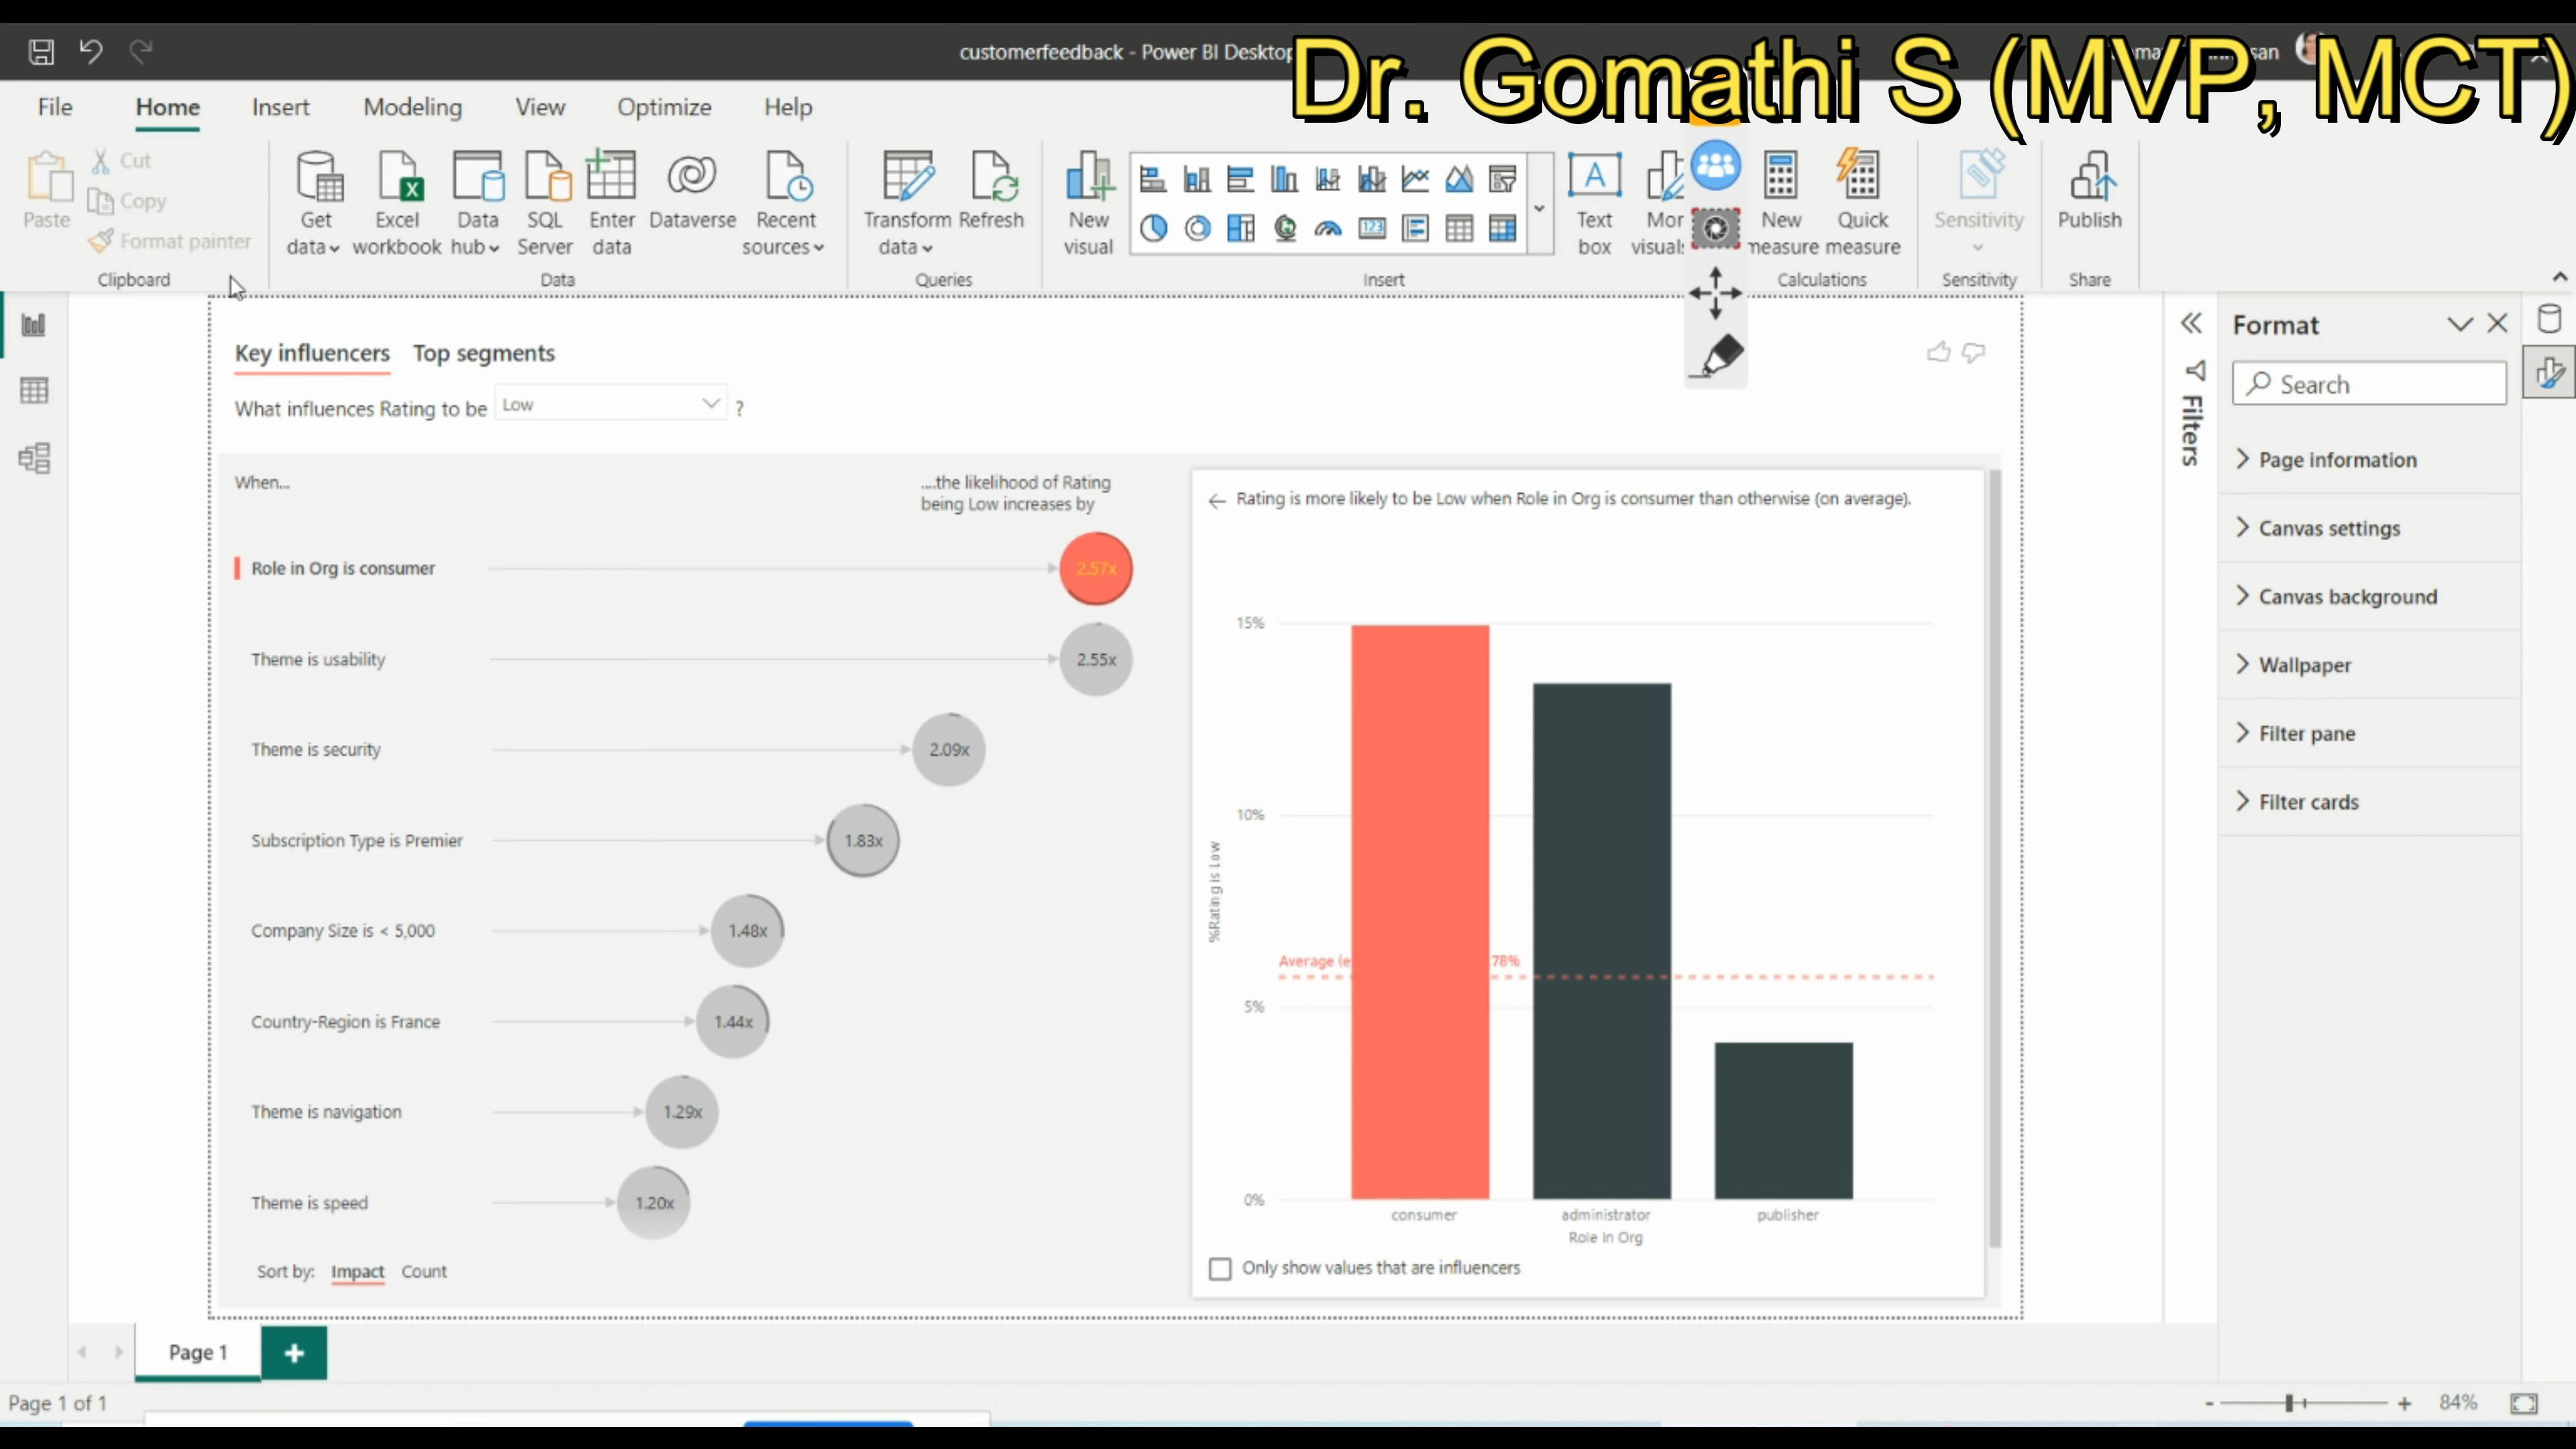 customerfeedback - Power BI Desktop
Dr. Gomathi S (MVP, MCT)
File Home Insert Modeling View Optimize Help
Paste
Cut
Copy
Format painter
Clipboard
Get data
Excel workbook
Data hub
SQL Server
Enter data
Dataverse
Recent sources
Data
Transform data
Refresh
Queries
New visual
Text box
Insert
New measure
Quick measure
Calculations
Sensitivity
Sensitivity
Publish
Share
Key influencers Top segments
What influences Rating to be Low ?
When...
....the likelihood of Rating
being Low increases by
Role in Org is consumer 2.57x
Theme is usability 2.55x
Theme is security 2.09x
Subscription Type is Premier 1.83x
Company Size is < 5,000 1.48x
Country-Region is France 1.44x
Theme is navigation 1.29x
Theme is speed 1.20x
Sort by: Impact Count
Rating is more likely to be Low when Role in Org is consumer than otherwise (on average).
15%
10%
5%
0%
%Rating is Low
Average
78%
consumer administrator publisher
Role in Org
Only show values that are influencers
Filters
Format
Search
Page information
Canvas settings
Canvas background
Wallpaper
Filter pane
Filter cards
Page 1
Page 1 of 1
84%